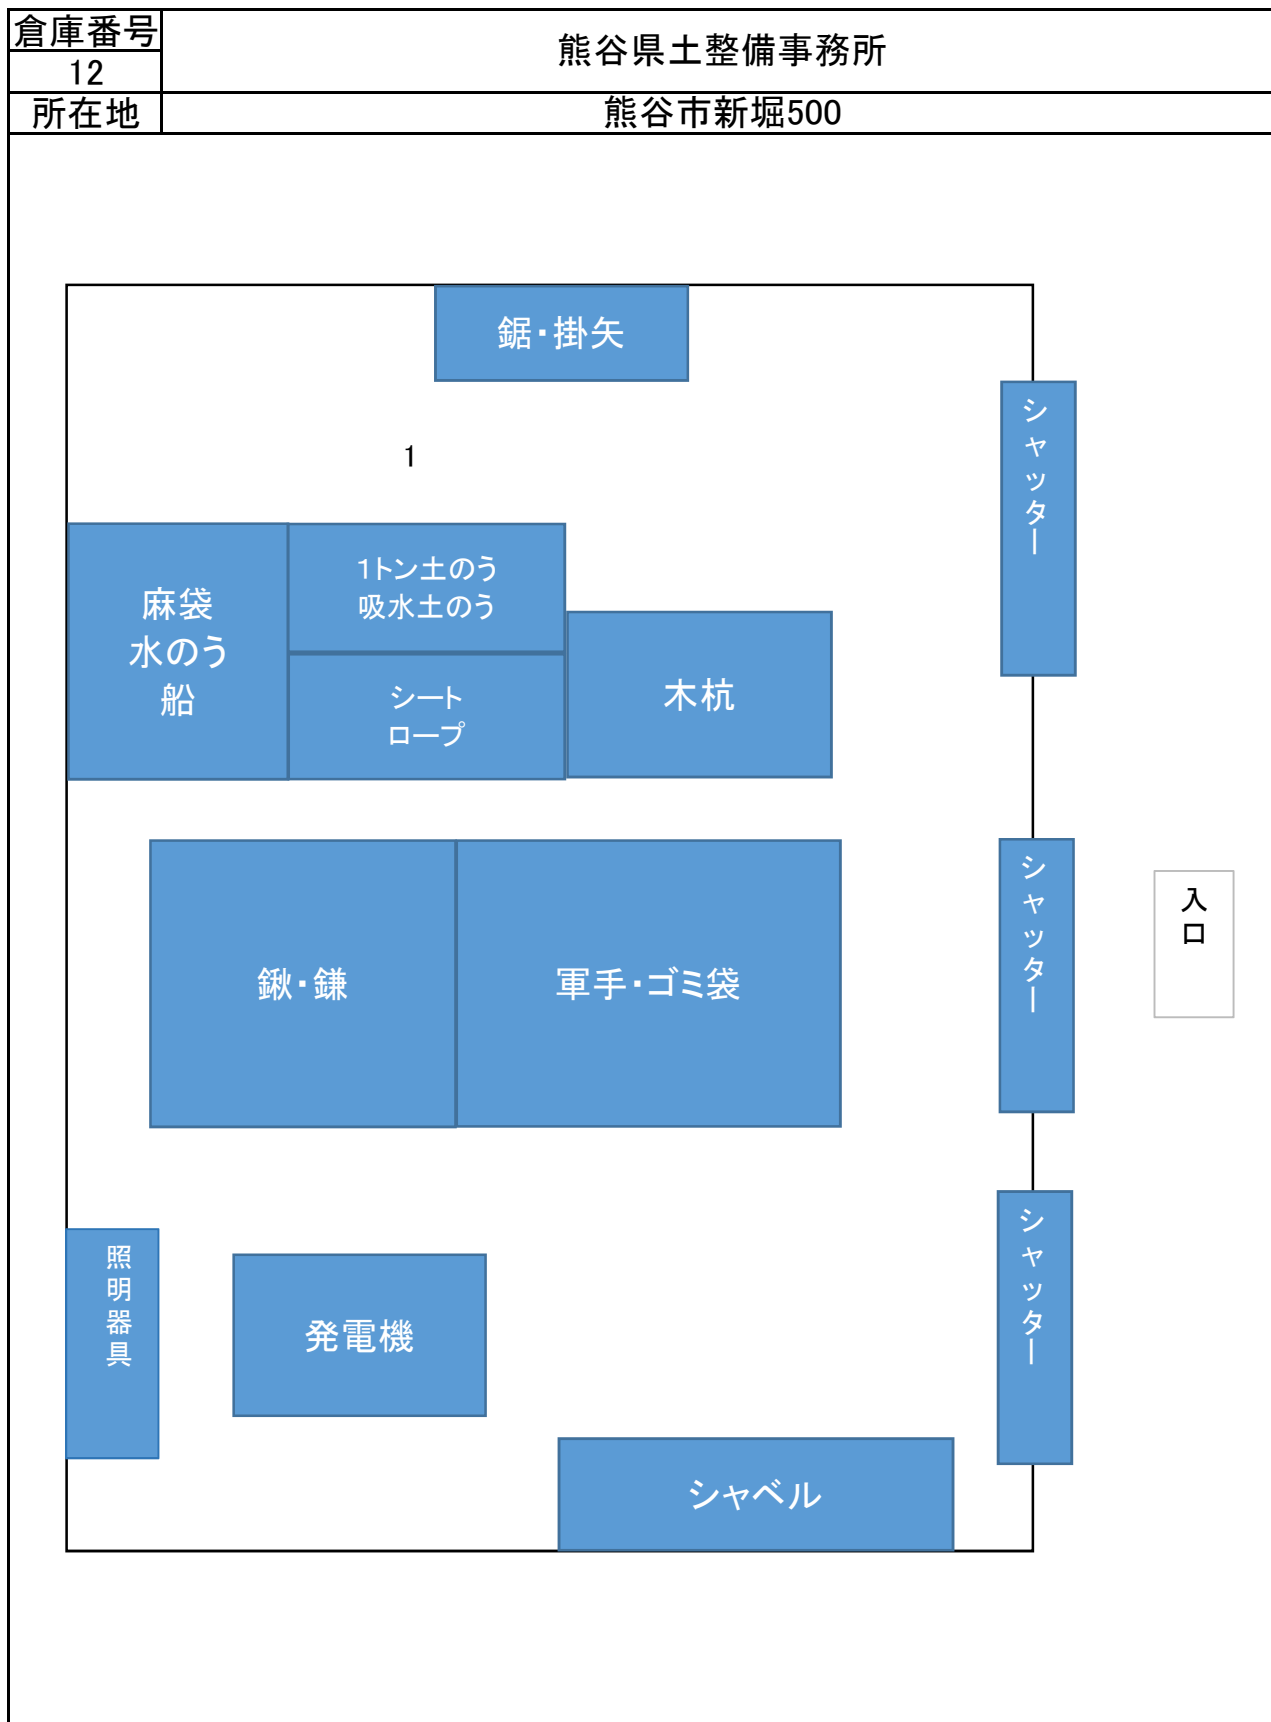 倉庫番号
12
熊谷県土整備事務所
所在地
熊谷市新堀500
鋸・掛矢
シャッター
1
麻袋
水のう
船
1トン土のう
吸水土のう
シート
ロープ
木杭
鍬・鎌
軍手・ゴミ袋
シャッター
入口
照明器具
発電機
シャッター
シャベル